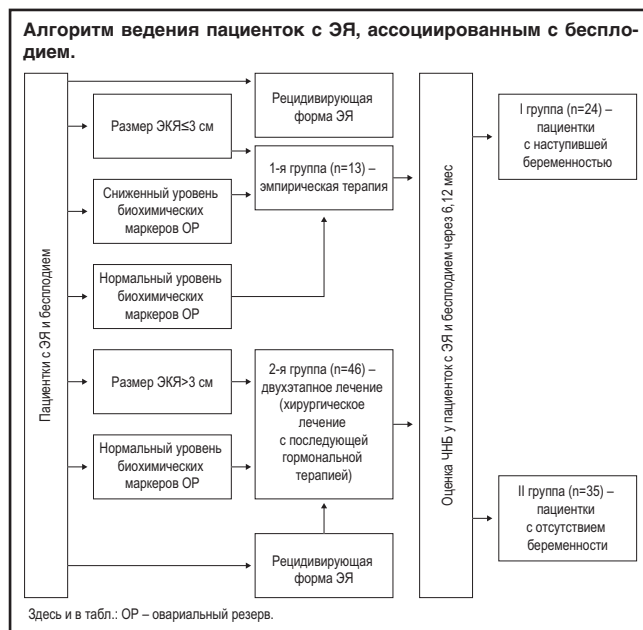 Алгоритм ведения пациенток с ЭЯ, ассоциированным с беспло-
дием.
Пациентки с ЭЯ и бесплодием
Размер ЭКЯ≤3 см
Сниженный уровень
биохимических
маркеров ОР
Нормальный уровень
биохимических
маркеров ОР
Размер ЭКЯ>3 см
Нормальный уровень
биохимических
маркеров ОР
Рецидивирующая
форма ЭЯ
1-я группа (n=13) –
эмпирическая терапия
2-я группа (n=46) –
двухэтапное лечение
(хирургическое
лечение
с последующей
гормональной
терапией)
Рецидивирующая
форма ЭЯ
Оценка ЧНБ у пациенток с ЭЯ и бесплодием через 6,12 мес
I группа (n=24) –
пациентки
с наступившей
беременностью
II группа (n=35) –
пациентки
с отсутствием
беременности
Здесь и в табл.: ОР – овариальный резерв.